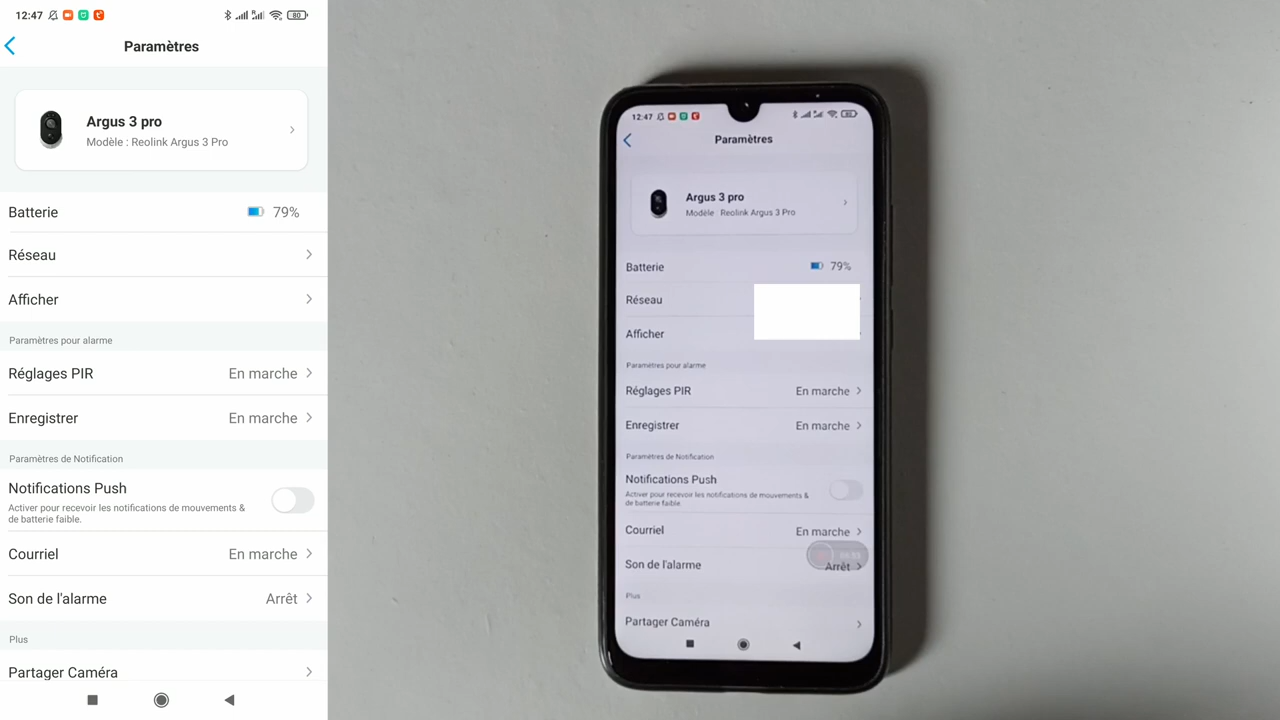 12:47
80
Paramètres
Argus 3 pro
Modèle : Reolink Argus 3 Pro
Batterie
79%
Réseau
Afficher
Paramètres pour alarme
Réglages PIR
En marche
Enregistrer
En marche
Paramètres de Notification
Notifications Push
Activer pour recevoir les notifications de mouvements &
de batterie faible.
Courriel
En marche
Son de l'alarme
Arrêt
Plus
Partager Caméra
12:47
Paramètres
Argus 3 pro
Modèle : Reolink Argus 3 Pro
Batterie
79%
Réseau
Afficher
Paramètres pour alarme
Réglages PIR
En marche
Enregistrer
En marche
Paramètres de Notification
Notifications Push
Activer pour recevoir les notifications de mouvements &
de batterie faible.
Courriel
En marche
Son de l'alarme
Arrêt
Plus
Partager Caméra